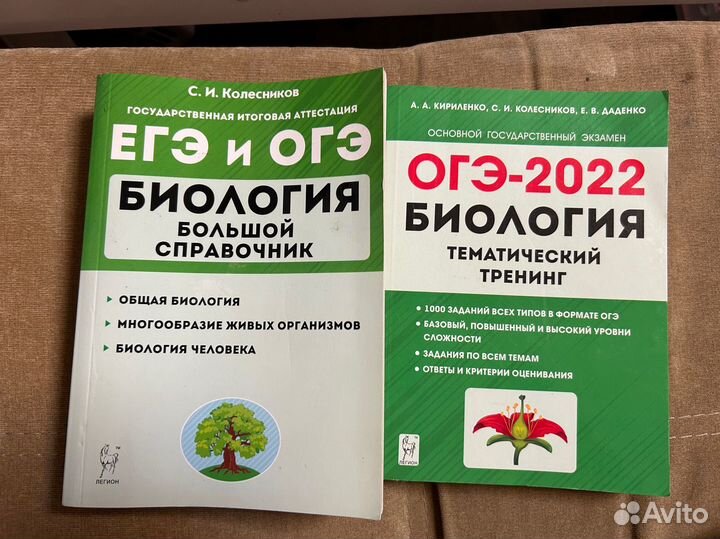 С. И. Колесников
ГОСУДАРСТВЕННАЯ ИТОГОВАЯ АТТЕСТАЦИЯ
ЕГЭ и ОГЭ
БИОЛОГИЯ
БОЛЬШОЙ
СПРАВОЧНИК
ОБЩАЯ БИОЛОГИЯ
МНОГООБРАЗИЕ ЖИВЫХ ОРГАНИЗМОВ
БИОЛОГИЯ ЧЕЛОВЕКА
TM
ЛЕГИОН
А. А. КИРИЛЕНКО, С. И. КОЛЕСНИКОВ, Е. В. ДАДЕНКО
ОСНОВНОЙ ГОСУДАРСТВЕННЫЙ ЭКЗАМЕН
ОГЭ-2022
БИОЛОГИЯ
ТЕМАТИЧЕСКИЙ
ТРЕНИНГ
• 1000 ЗАДАНИЙ ВСЕХ ТИПОВ В ФОРМАТЕ ОГЭ
• БАЗОВЫЙ, ПОВЫШЕННЫЙ И ВЫСОКИЙ УРОВНИ
СЛОЖНОСТИ
• ЗАДАНИЯ ПО ВСЕМ ТЕМАМ
• ОТВЕТЫ И КРИТЕРИИ ОЦЕНИВАНИЯ
TM
ЛЕГИОН
Avito